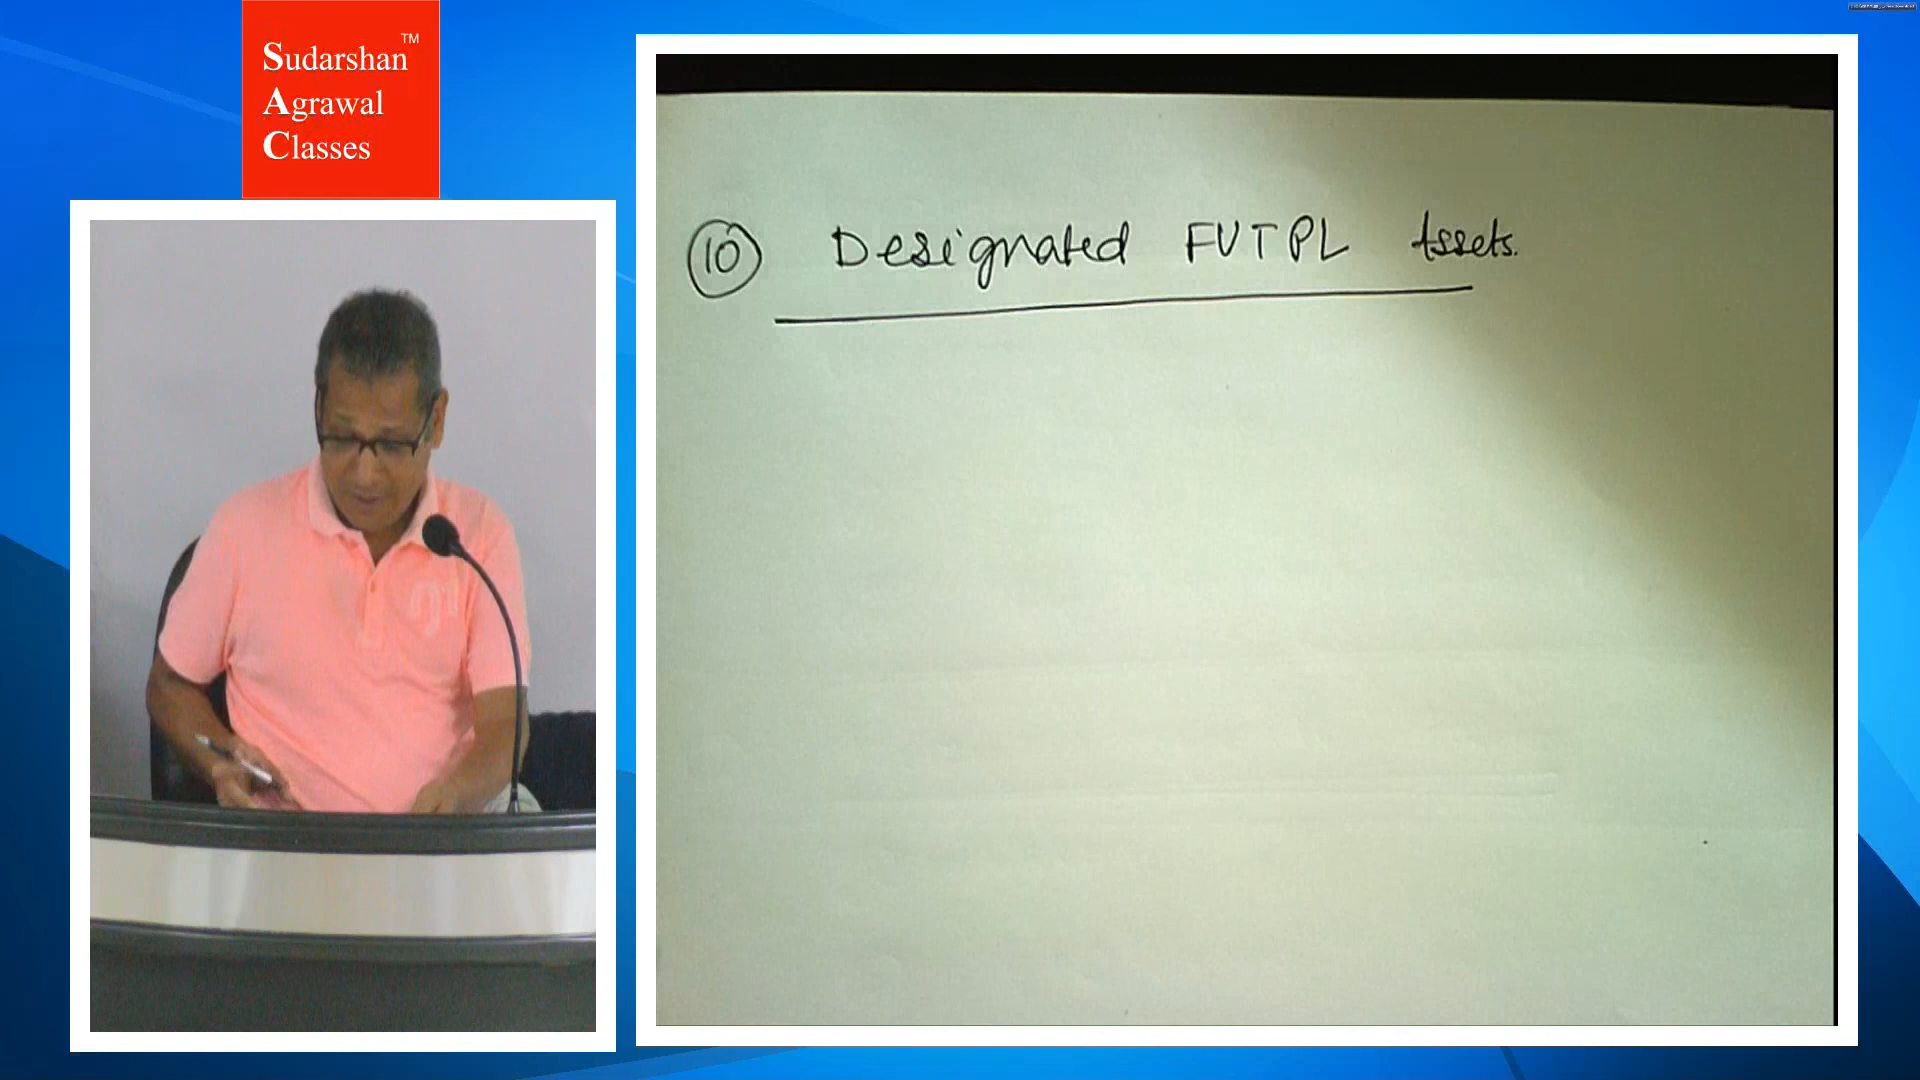 Sudarshan™
Agrawal
Classes
10 Designated FVTPL Assets.